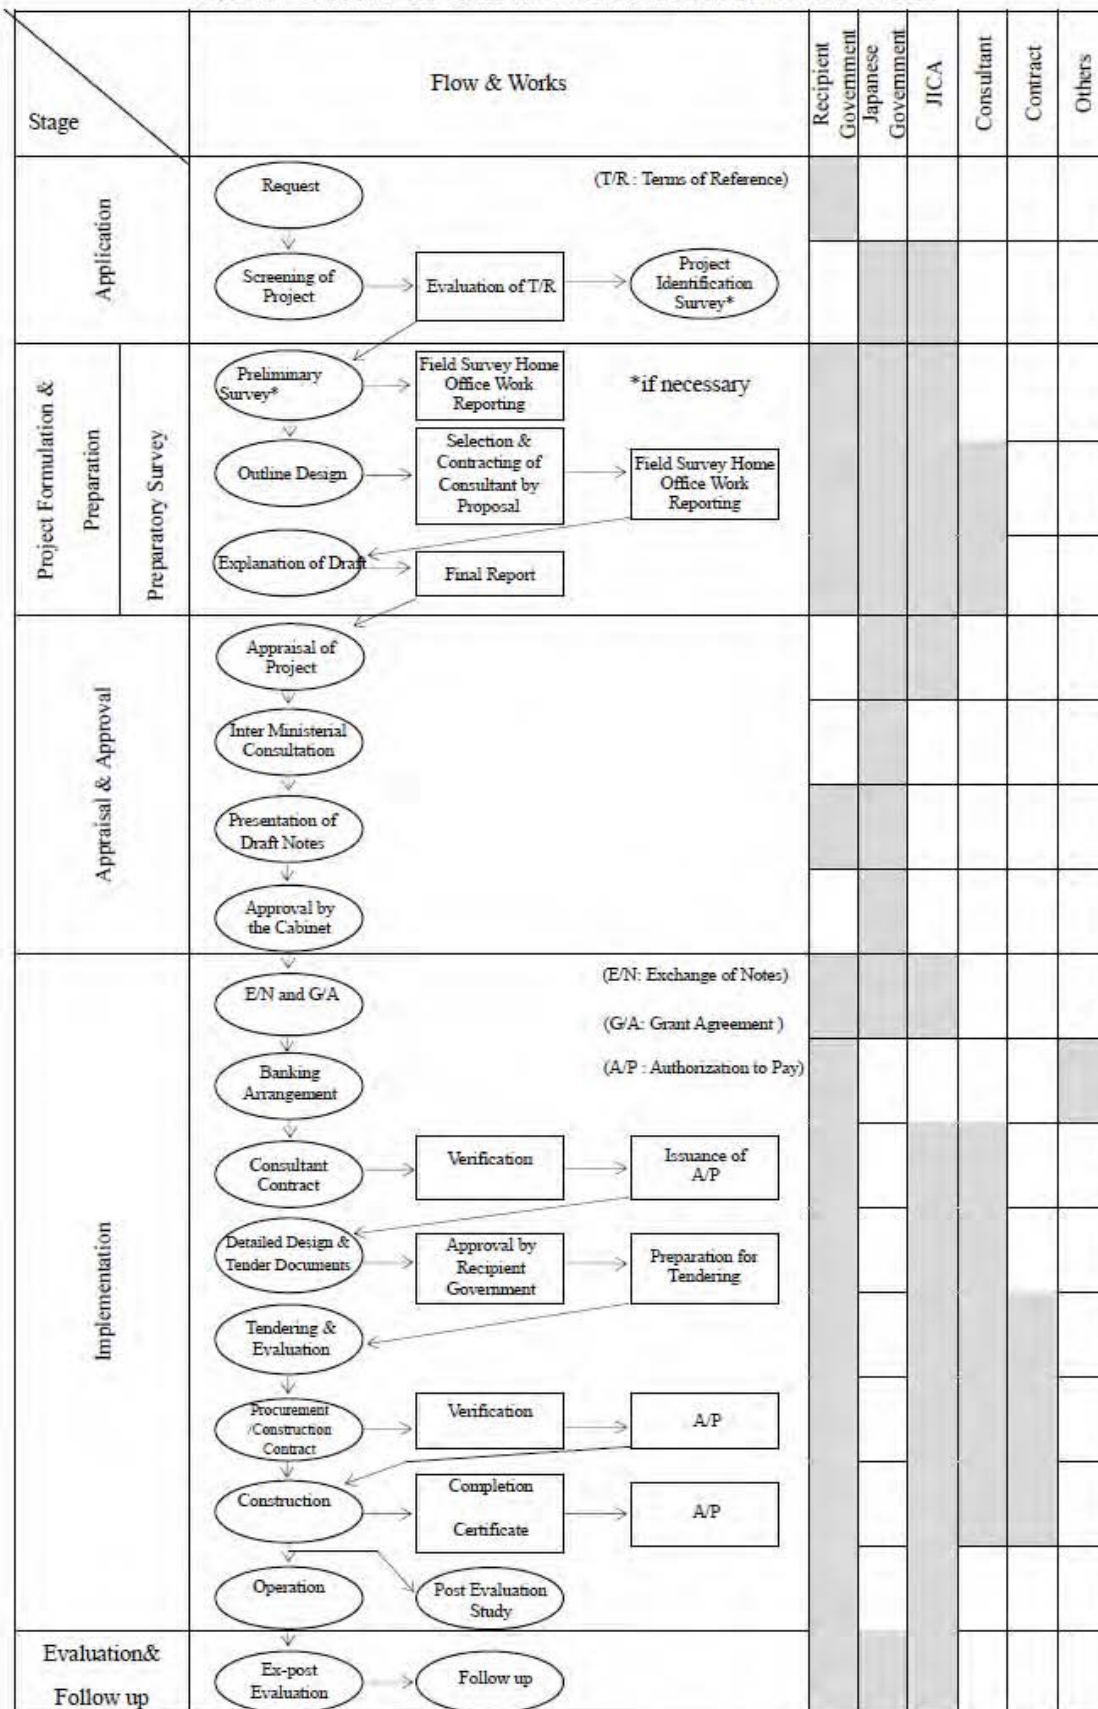 Stage
Flow & Works
Recipient
Government
Japanese
Government
JICA
Consultant
Contract
Others
Application
Request
(T/R : Terms of Reference)
Screening of
Project
Evaluation of T/R
Project
Identification
Survey*
Project Formulation &
Preparation
Preparatory Survey
Preliminary
Survey*
Field Survey Home
Office Work
Reporting
*if necessary
Outline Design
Selection &
Contracting of
Consultant by
Proposal
Field Survey Home
Office Work
Reporting
Explanation of Draft
Final Report
Appraisal & Approval
Appraisal of
Project
Inter Ministerial
Consultation
Presentation of
Draft Notes
Approval by
the Cabinet
Implementation
E/N and G/A
(E/N: Exchange of Notes)
(G/A: Grant Agreement )
(A/P : Authorization to Pay)
Banking
Arrangement
Consultant
Contract
Verification
Issuance of
A/P
Detailed Design &
Tender Documents
Approval by
Recipient
Government
Preparation for
Tendering
Tendering &
Evaluation
Procurement
/Construction
Contract
Verification
A/P
Construction
Completion
Certificate
A/P
Operation
Post Evaluation
Study
Evaluation&
Follow up
Ex-post
Evaluation
Follow up